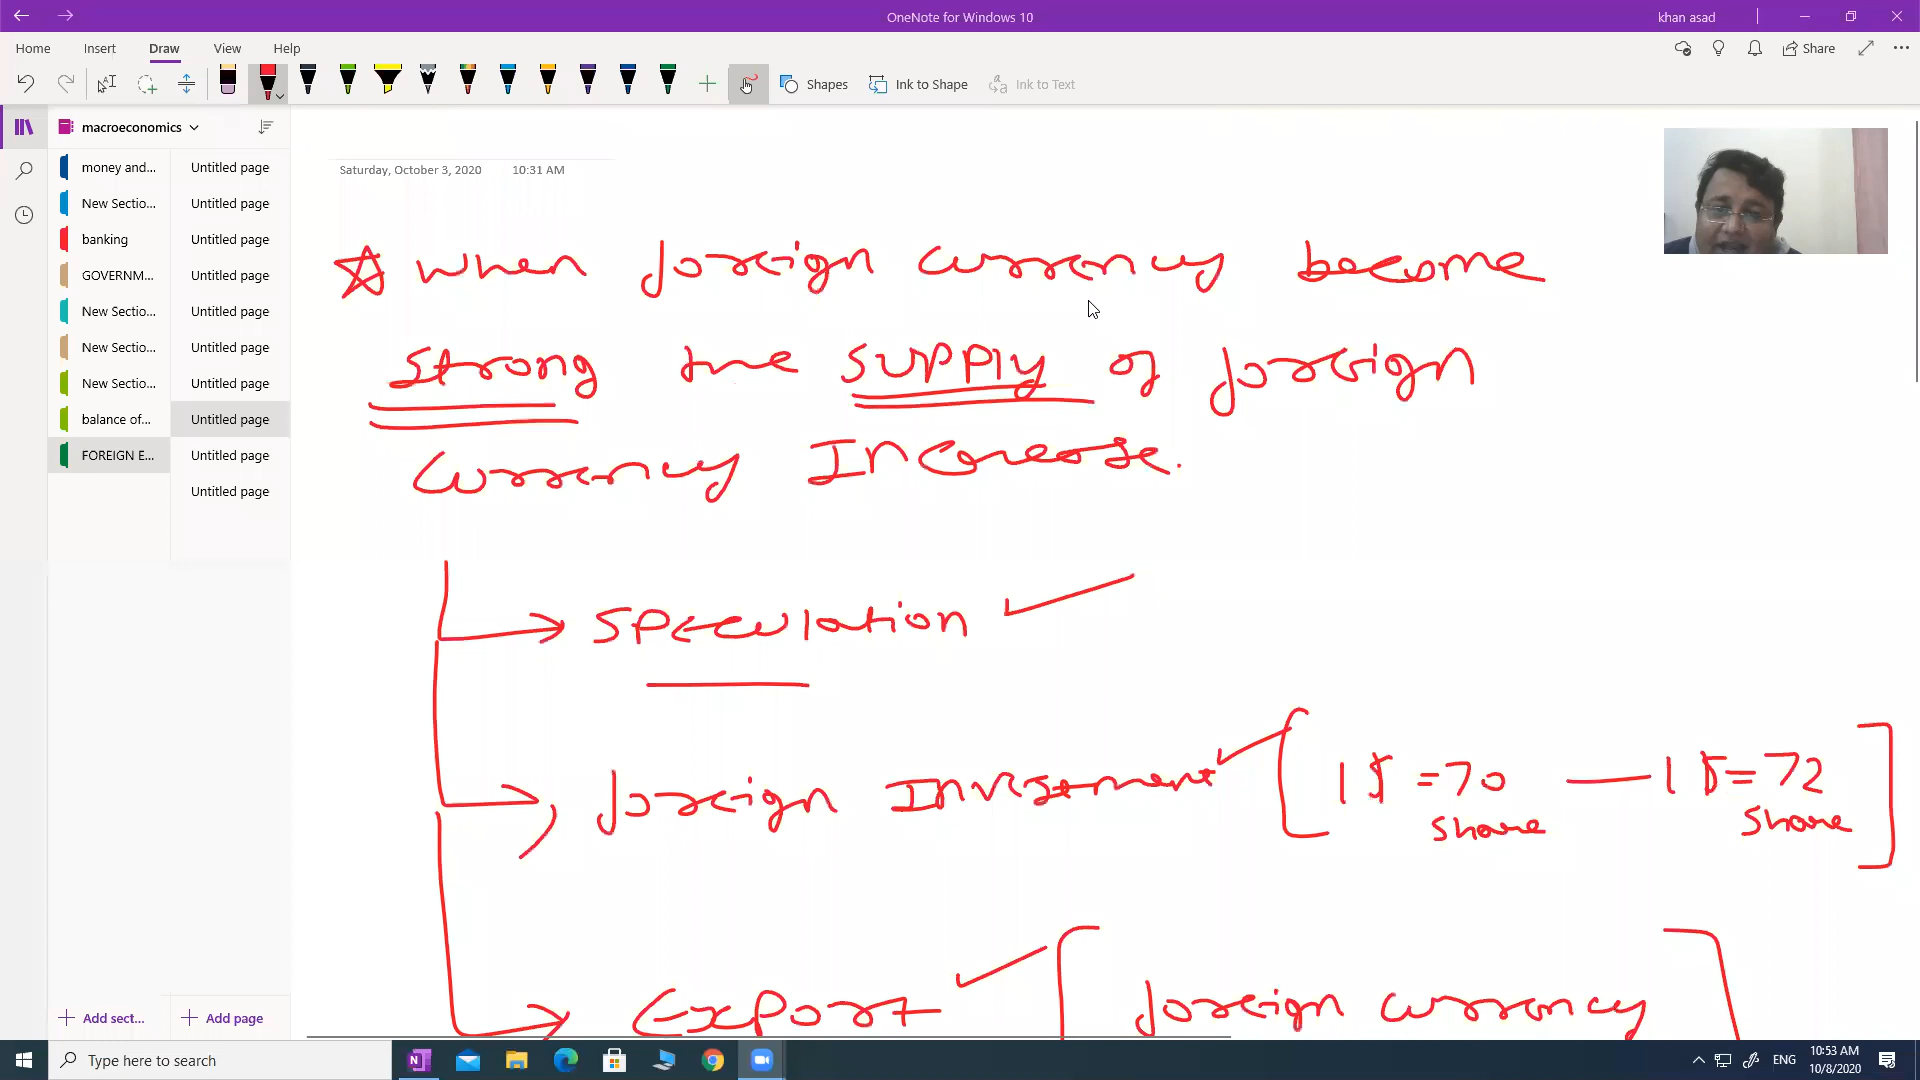 OneNote for Windows 10
khan asad
Home Insert Draw View Help
Share
Shapes Ink to Shape Ink to Text
macroeconomics
money and...
New Sectio...
banking
GOVERNM...
New Sectio...
New Sectio...
New Sectio...
balance of...
FOREIGN E...
Untitled page
Untitled page
Untitled page
Untitled page
Untitled page
Untitled page
Untitled page
Untitled page
Untitled page
Untitled page
Add sect... Add page
Saturday, October 3, 2020 10:31 AM
☆ when foreign currency become
strong the supply of foreign
currency Increase.
→ Speculation ✓
→ foreign Investment ✓ [ 1 $ = 70 — 1 $ = 72 ]
share share
→ Export ✓ [ foreign currency
Type here to search
ENG
10:53 AM
10/8/2020